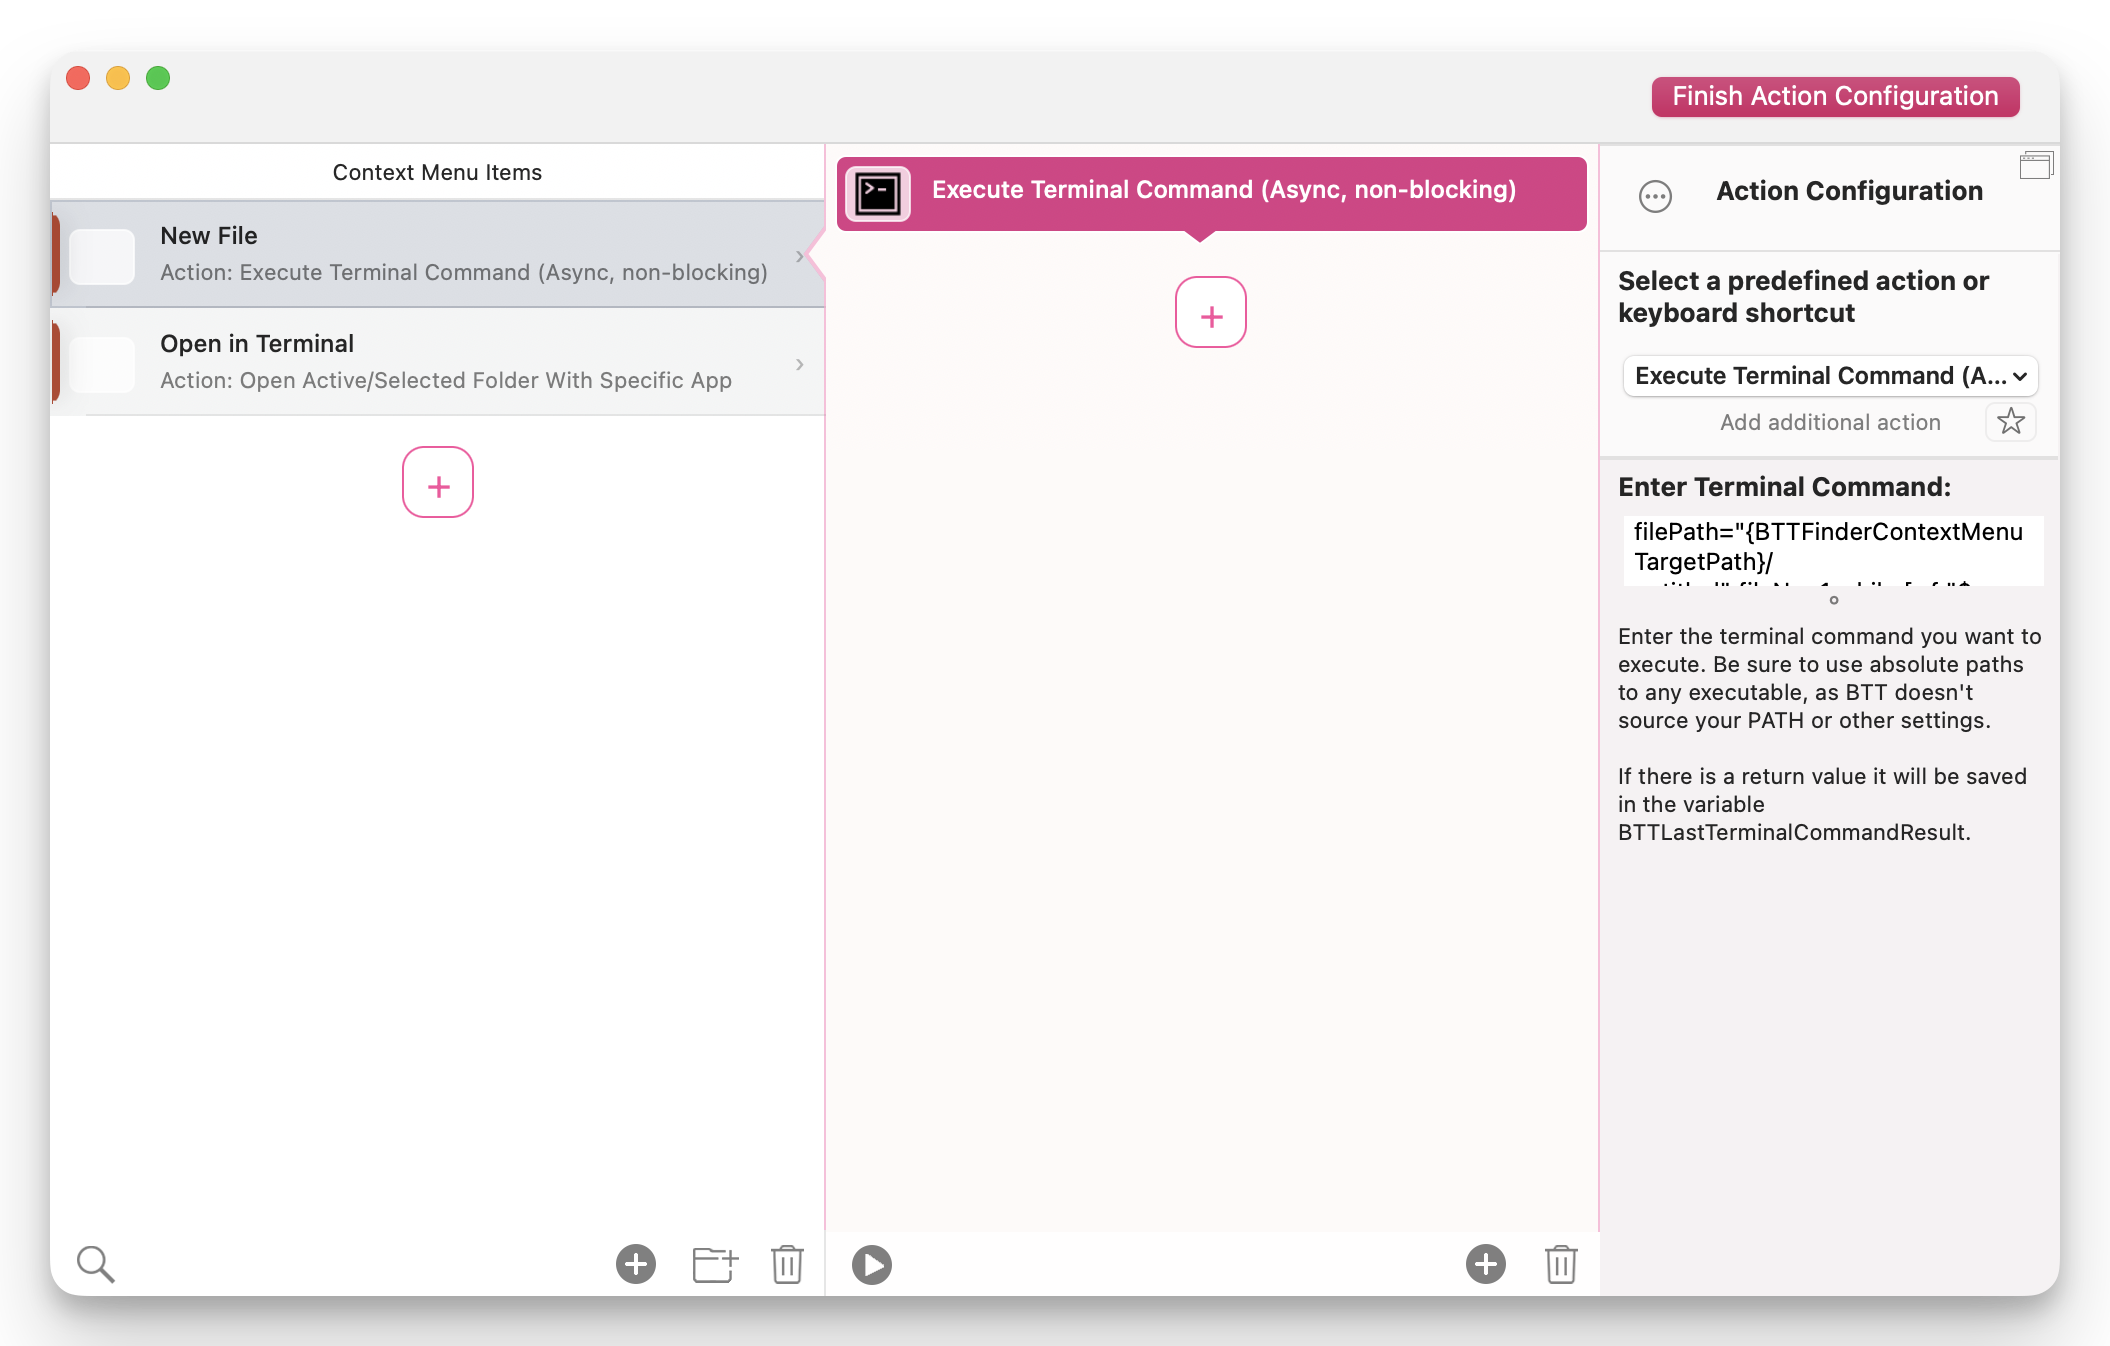 Finish Action Configuration
Context Menu Items
New File
Action: Execute Terminal Command (Async, non-blocking)
Open in Terminal
Action: Open Active/Selected Folder With Specific App
Execute Terminal Command (Async, non-blocking)
Action Configuration
Select a predefined action or
keyboard shortcut
Execute Terminal Command (A...
Add additional action
Enter Terminal Command:
filePath="{BTTFinderContextMenu
TargetPath}/
Enter the terminal command you want to
execute. Be sure to use absolute paths
to any executable, as BTT doesn't
source your PATH or other settings.
If there is a return value it will be saved
in the variable
BTTLastTerminalCommandResult.